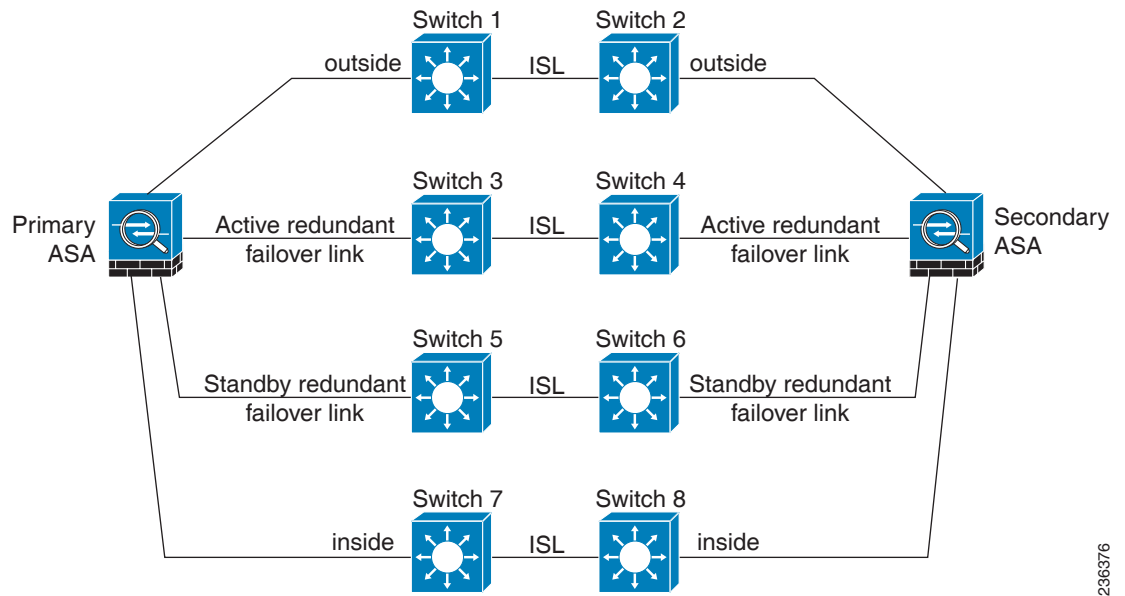 Switch 1
Switch 2
outside
ISL
outside
Switch 3
Switch 4
Primary
ASA
Active redundant
failover link
ISL
Active redundant
failover link
Secondary
ASA
Switch 5
Switch 6
Standby redundant
failover link
ISL
Standby redundant
failover link
Switch 7
Switch 8
inside
ISL
inside
236376